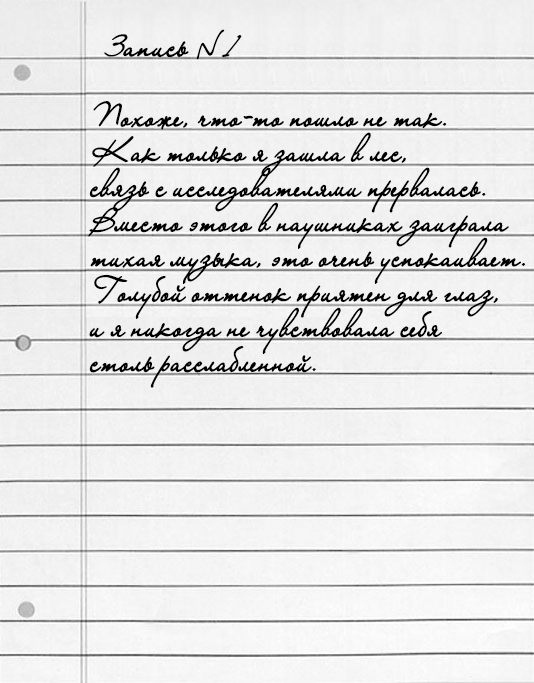 Запись №1
Похоже, что-то пошло не так.
Как только я зашла в лес,
связь с исследователями прервалась.
Вместо этого в наушниках заиграла
тихая музыка, это очень успокаивает.
Голубой оттенок приятен для глаз,
и я никогда не чувствовала себя
столь расслабленной.